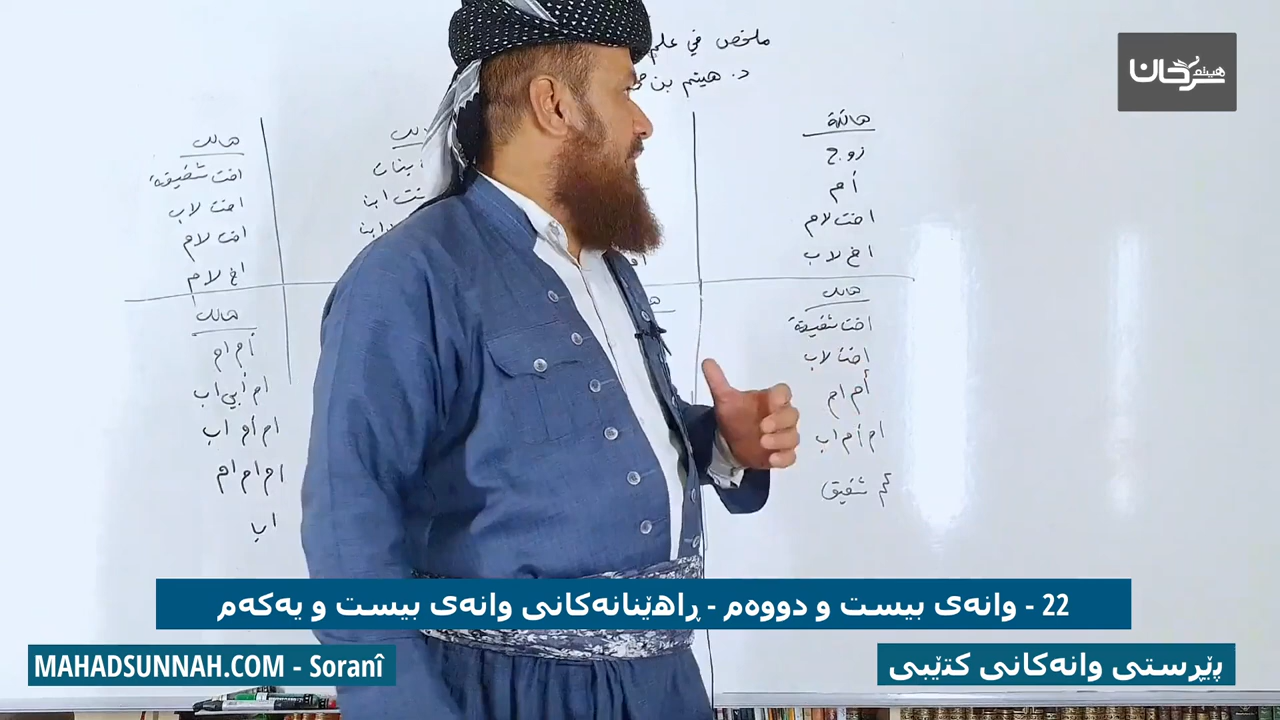 ملخص في علم
د. هيثم بن
هيتم سرحان
هالكة
زوج
أم
اخت لام
اخ لاب
هالك
اخت شقيقة
اخت لاب
أم ام
ام أم اب
عم شقيق
هالك
اخت شقيقة
اخت لاب
اخت لام
اخ لام
هالك
أم ام
ام أبي اب
ام أم اب
ام ام ام
اب
22 - وانەی بیست و دووەم - ڕاهێنانەکانی وانەی بیست و یەکەم
پێڕستی وانەکانی کتێبی
MAHADSUNNAH.COM - Soranî